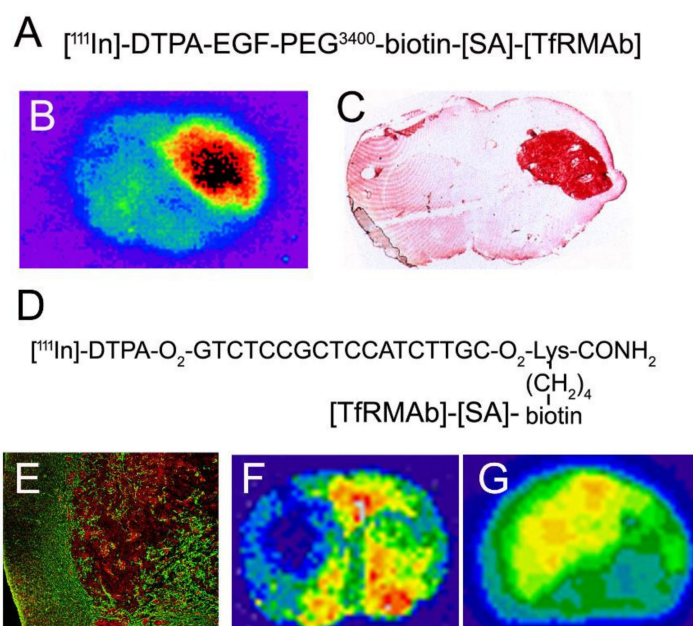 A
[¹¹¹In]-DTPA-EGF-PEG³⁴⁰⁰-biotin-[SA]-[TfRMAb]
B
C
D
[¹¹¹In]-DTPA-O₂-GTCTCCGCTCCATCTTGC-O₂-Lys-CONH₂
(CH₂)₄
[TfRMAb]-[SA]-biotin
E
F
G